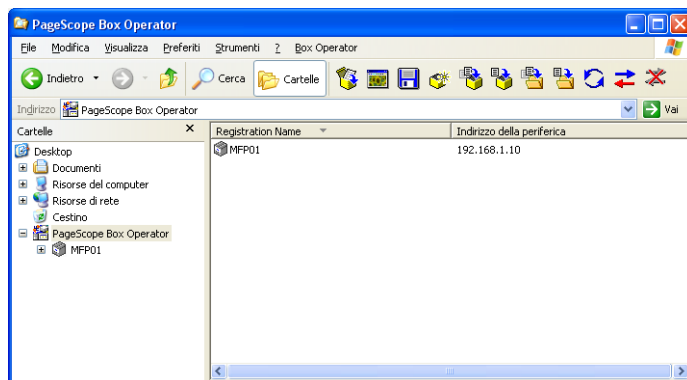 PageScope Box Operator
File Modifica Visualizza Preferiti Strumenti ? Box Operator
Indietro Cerca Cartelle
Indirizzo PageScope Box Operator Vai
Cartelle x Registration Name Indirizzo della periferica
Desktop MFP01 192.168.1.10
Documenti
Risorse del computer
Risorse di rete
Cestino
PageScope Box Operator
MFP01